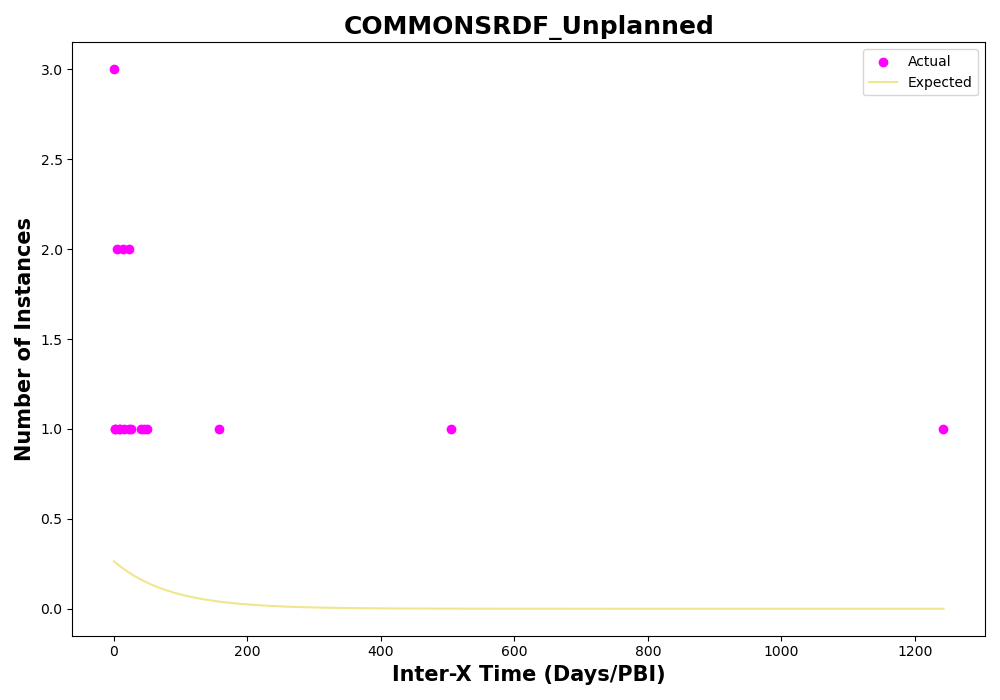 COMMONSRDF_Unplanned
Actual
Expected
3.0
2.5
2.0
1.5
1.0
0.5
0.0
Number of Instances
0 200 400 600 800 1000 1200
Inter-X Time (Days/PBI)